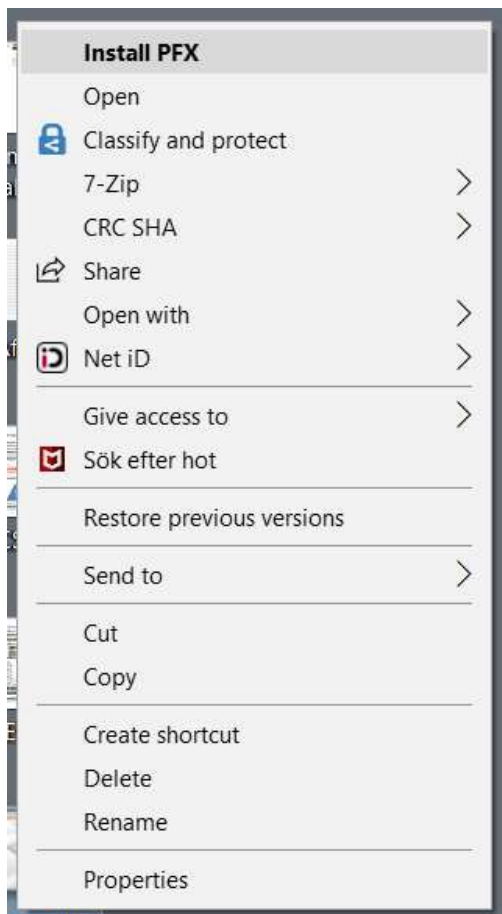 Install PFX
Open
Classify and protect
7-Zip
CRC SHA
Share
Open with
Net iD
Give access to
Sök efter hot
Restore previous versions
Send to
Cut
Copy
Create shortcut
Delete
Rename
Properties